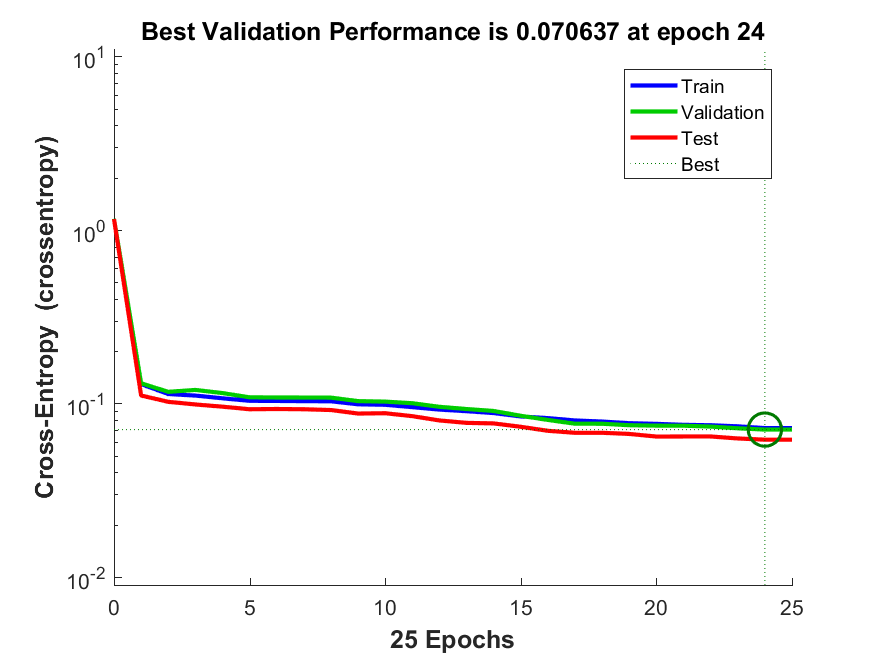 Best Validation Performance is 0.070637 at epoch 24
Cross-Entropy  (crossentropy)
10^1
10^0
10^-1
10^-2
Train
Validation
Test
Best
0 5 10 15 20 25
25 Epochs